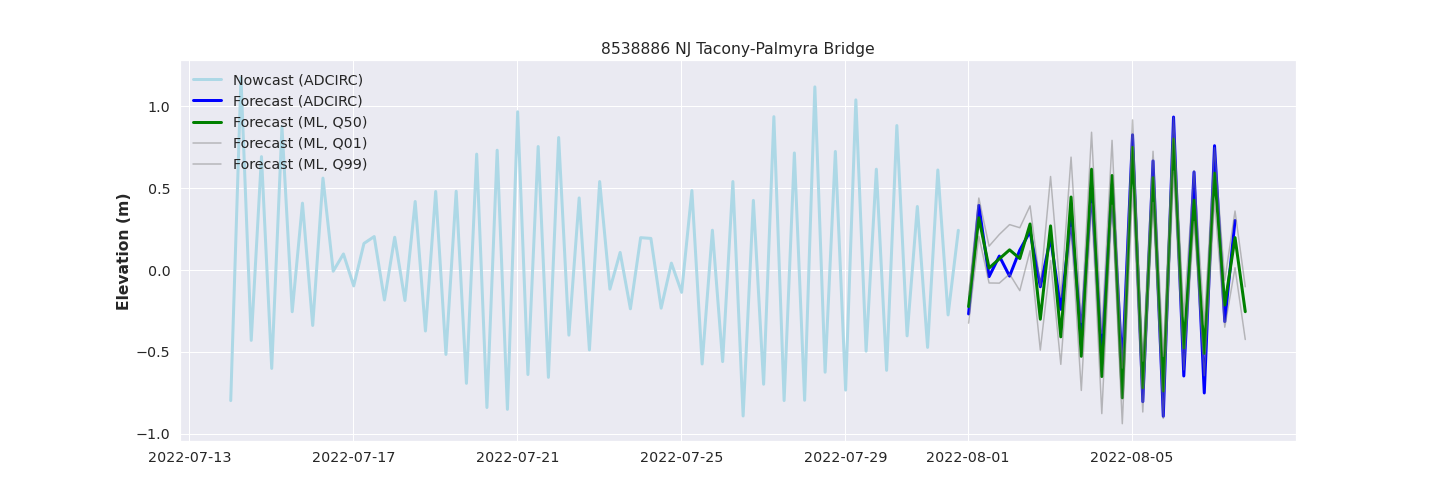 8538886 NJ Tacony-Palmyra Bridge
Nowcast (ADCIRC)
Forecast (ADCIRC)
Forecast (ML, Q50)
Forecast (ML, Q01)
Forecast (ML, Q99)
Elevation (m)
1.0
0.5
0.0
−0.5
−1.0
2022-07-13 2022-07-17 2022-07-21 2022-07-25 2022-07-29 2022-08-01 2022-08-05